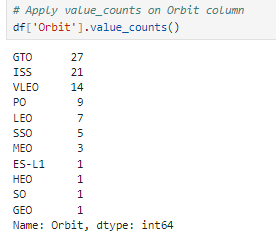 # Apply value_counts on Orbit column
df['Orbit'].value_counts()
GTO 27
ISS 21
VLEO 14
PO 9
LEO 7
SSO 5
MEO 3
ES-L1 1
HEO 1
SO 1
GEO 1
Name: Orbit, dtype: int64